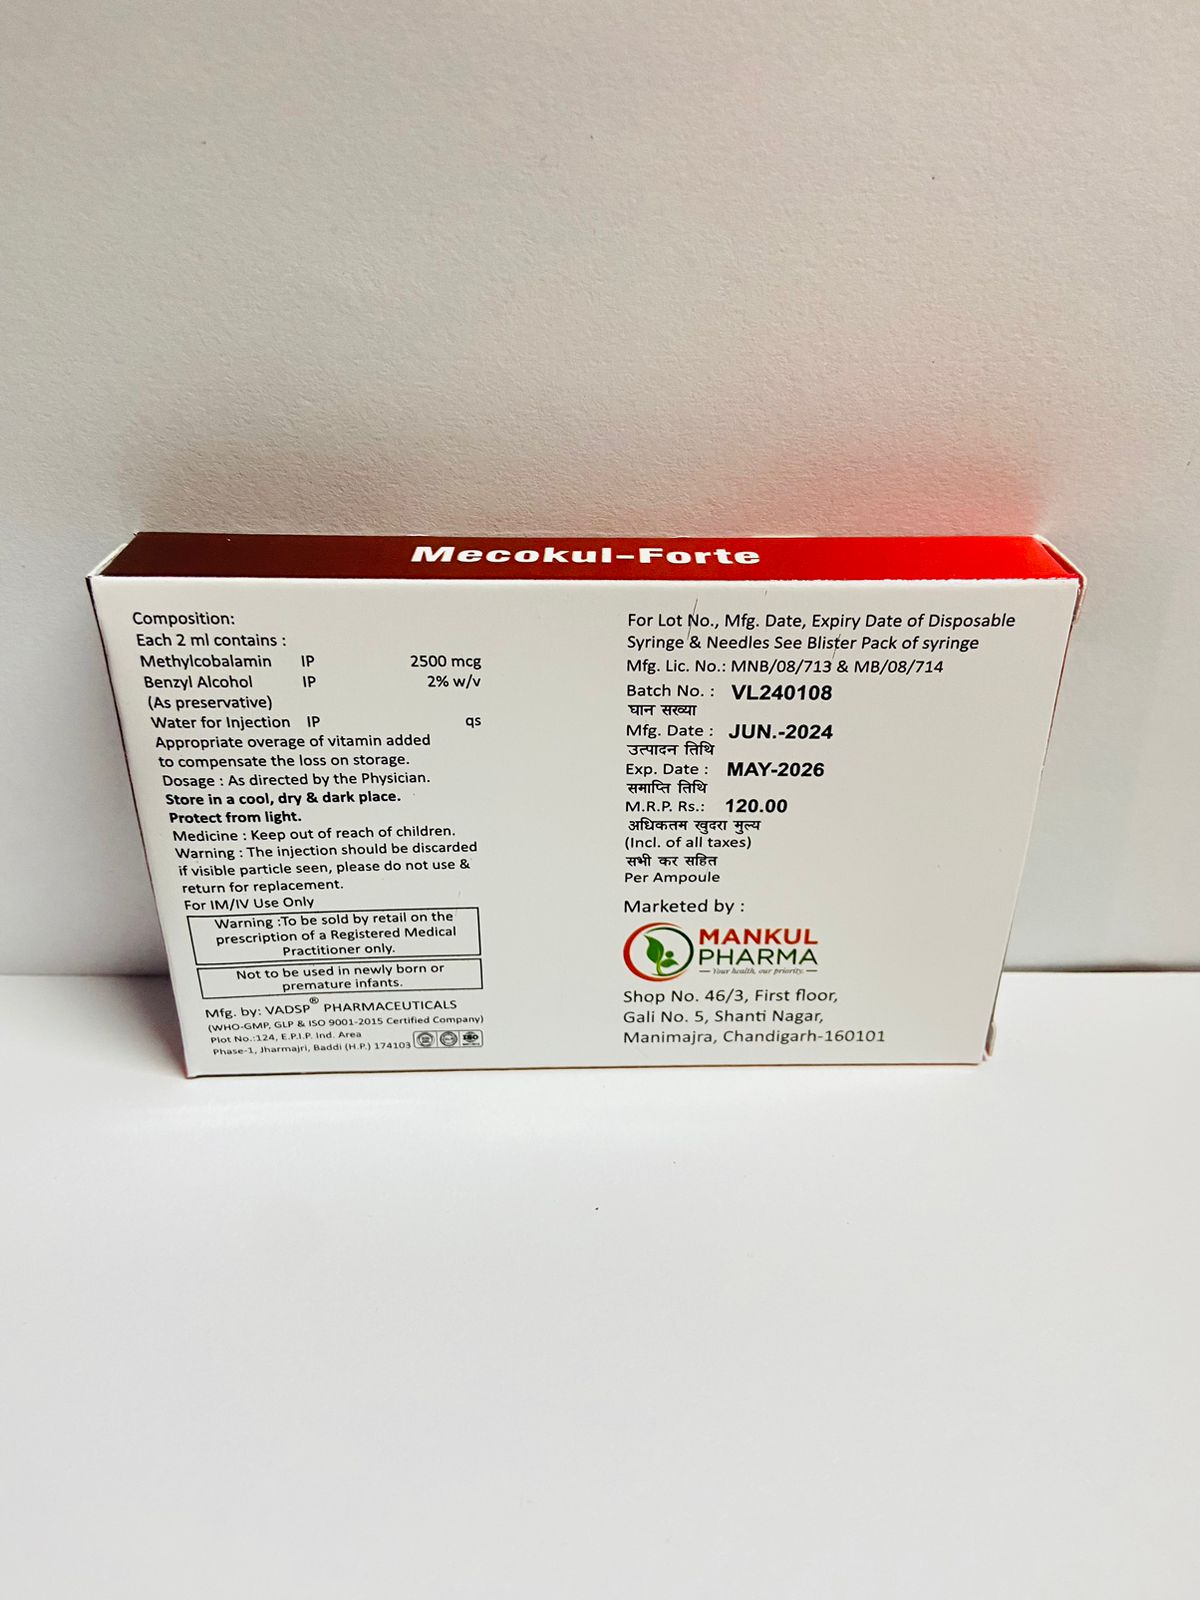 Mecokul-Forte
Composition:
Each 2 ml contains :
Methylcobalamin IP 2500 mcg
Benzyl Alcohol IP 2% w/v
(As preservative)
Water for Injection IP qs
Appropriate overage of vitamin added
to compensate the loss on storage.
Dosage : As directed by the Physician.
Store in a cool, dry & dark place.
Protect from light.
Medicine : Keep out of reach of children.
Warning : The injection should be discarded
if visible particle seen, please do not use &
return for replacement.
For IM/IV Use Only
Warning :To be sold by retail on the
prescription of a Registered Medical
Practitioner only.
Not to be used in newly born or
premature infants.
Mfg. by: VADSP® PHARMACEUTICALS
(WHO-GMP, GLP & ISO 9001-2015 Certified Company)
Plot No.:124, E.P.I.P. Ind. Area
Phase-1, Jharmajri, Baddi (H.P.) 174103
ISO
For Lot No., Mfg. Date, Expiry Date of Disposable
Syringe & Needles See Blister Pack of syringe
Mfg. Lic. No.: MNB/08/713 & MB/08/714
Batch No. : VL240108
घान सख्या
Mfg. Date : JUN.-2024
उत्पादन तिथि
Exp. Date : MAY-2026
समाप्ति तिथि
M.R.P. Rs.: 120.00
अधिकतम खुदरा मुल्य
(Incl. of all taxes)
सभी कर सहित
Per Ampoule
Marketed by :
MANKUL
PHARMA
Your health, our priority.
Shop No. 46/3, First floor,
Gali No. 5, Shanti Nagar,
Manimajra, Chandigarh-160101